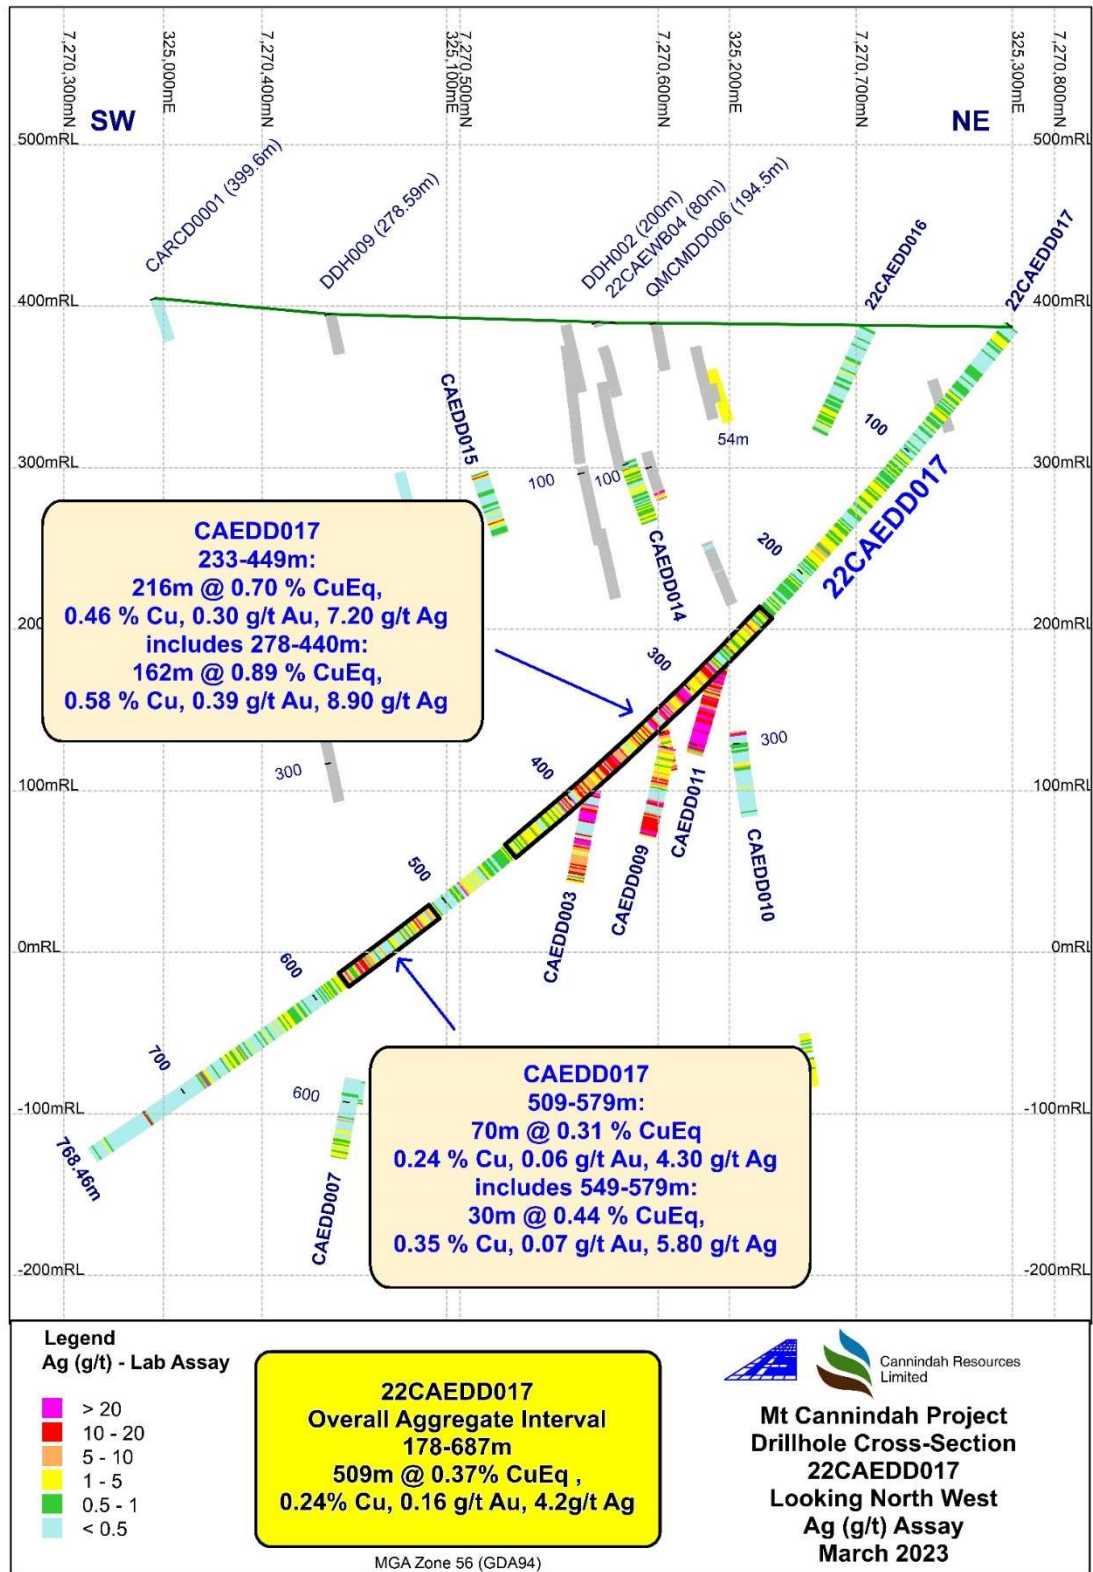 7,270,300mN
325,000mE
7,270,400mN
325,100mE
7,270,500mN
7,270,600mN
325,200mE
7,270,700mN
325,300mE
7,270,800mN
SW
NE
500mRL
500mRL
CARCD0001 (399.6m)
DDH009 (278.59m)
DDH002 (200m)
22CAEWB04 (80m)
QMCMDD006 (194.5m)
22CAEDD016
22CAEDD017
400mRL
400mRL
CAEDD015
54m
100
300mRL
300mRL
100
100
22CAEDD017
CAEDD014
200
CAEDD017
233-449m:
216m @ 0.70 % CuEq,
0.46 % Cu, 0.30 g/t Au, 7.20 g/t Ag
includes 278-440m:
162m @ 0.89 % CuEq,
0.58 % Cu, 0.39 g/t Au, 8.90 g/t Ag
200mRL
300
300
300
400
100mRL
100mRL
CAEDD011
CAEDD009
CAEDD010
CAEDD003
500
0mRL
0mRL
600
700
600
CAEDD007
768.46m
-100mRL
-100mRL
CAEDD017
509-579m:
70m @ 0.31 % CuEq
0.24 % Cu, 0.06 g/t Au, 4.30 g/t Ag
includes 549-579m:
30m @ 0.44 % CuEq,
0.35 % Cu, 0.07 g/t Au, 5.80 g/t Ag
-200mRL
-200mRL
Legend
Ag (g/t) - Lab Assay
> 20
10 - 20
5 - 10
1 - 5
0.5 - 1
< 0.5
22CAEDD017
Overall Aggregate Interval
178-687m
509m @ 0.37% CuEq ,
0.24% Cu, 0.16 g/t Au, 4.2g/t Ag
MGA Zone 56 (GDA94)
Cannindah Resources
Limited
Mt Cannindah Project
Drillhole Cross-Section
22CAEDD017
Looking North West
Ag (g/t) Assay
March 2023